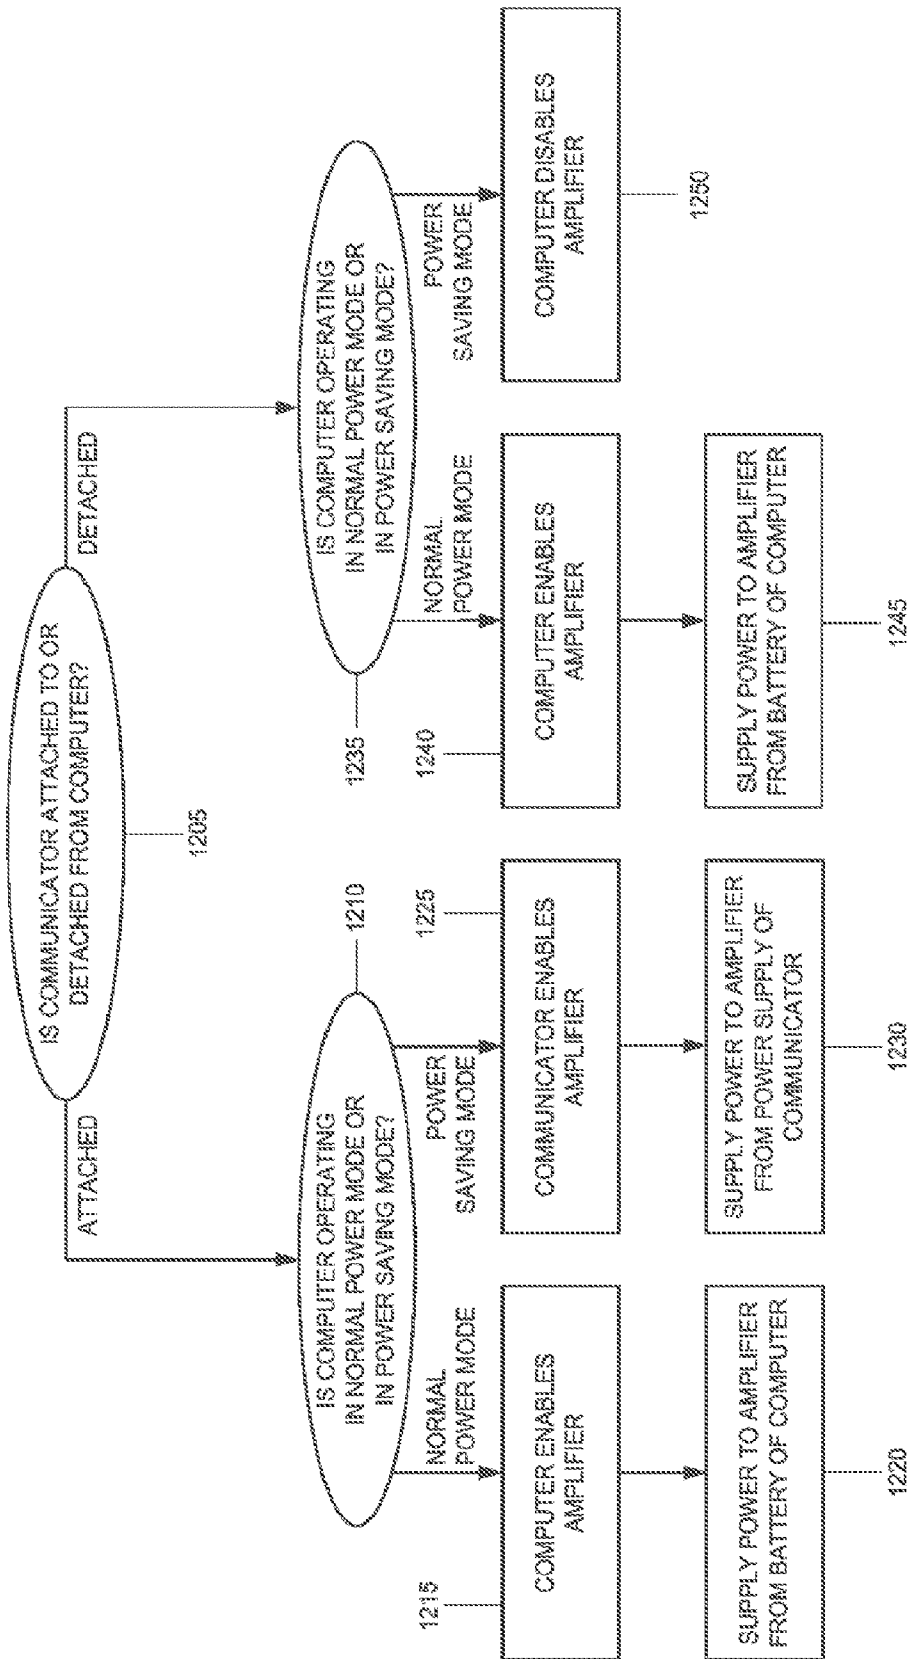 IS COMMUNICATOR ATTACHED TO OR
DETACHED FROM COMPUTER?
1205
ATTACHED
DETACHED
IS COMPUTER OPERATING
IN NORMAL POWER MODE OR
IN POWER SAVING MODE?
1210
NORMAL
POWER MODE
POWER
SAVING MODE
1215
COMPUTER ENABLES
AMPLIFIER
SUPPLY POWER TO AMPLIFIER
FROM BATTERY OF COMPUTER
1220
1225
COMMUNICATOR ENABLES
AMPLIFIER
SUPPLY POWER TO AMPLIFIER
FROM POWER SUPPLY OF
COMMUNICATOR
1230
IS COMPUTER OPERATING
IN NORMAL POWER MODE OR
IN POWER SAVING MODE?
1235
NORMAL
POWER MODE
POWER
SAVING MODE
1240
COMPUTER ENABLES
AMPLIFIER
SUPPLY POWER TO AMPLIFIER
FROM BATTERY OF COMPUTER
1245
COMPUTER DISABLES
AMPLIFIER
1250